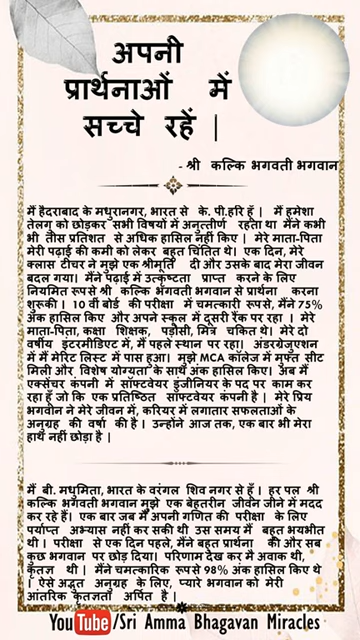 अपनी
प्रार्थनाओं में
सच्चे रहें |
- श्री कल्कि भगवती भगवान
मैं हैदराबाद के मधुरानगर, भारत से के. पी.हरि हूँ | मैं हमेशा
तेलगु को छोड़कर सभी विषयों में अनुत्तीर्ण रहता था मैंने कभी
भी तीस प्रतिशत से अधिक हासिल नहीं किए | मेरे माता-पिता
मेरी पढ़ाई की कमी को लेकर बहुत चिंतित थे। एक दिन, मेरे
क्लास टीचर ने मुझे एक श्रीमूर्ति दी और उसके बाद मेरा जीवन
बदल गया। मैंने पढ़ाई में उत्कृष्टता प्राप्त करने के लिए
नियमित रूपसे श्री कल्कि भगवती भगवान से प्रार्थना करना
शुरूकी | 10 वीं बोर्ड की परीक्षा में चमत्कारी रूपसे, मैंने 75%
अंक हासिल किए और अपने स्कूल में दूसरी रैंक पर रहा | मेरे
माता-पिता, कक्षा शिक्षक, पड़ौसी, मित्र चकित थे। मेरे दो
वर्षीय इंटरमीडिएट में, मैं पहले स्थान पर रहा। अंडरग्रेजुएशन
में मैं मेरिट लिस्ट में पास हुआ। मुझे MCA कॉलेज में मुफ्त सीट
मिली और विशेष योग्यता के साथ अंक हासिल किए। अब मैं
एक्सेंचर कंपनी में सॉफ्टवेयर इंजीनियर के पद पर काम कर
रहा हूँ जो कि एक प्रतिष्ठित सॉफ्टवेयर कंपनी है | मेरे प्रिय
भगवान ने मेरे जीवन में, करियर में लगातार सफलताओं के
अनुग्रह की वर्षा की है | उन्होंने आज तक, एक बार भी मेरा
हाथ नहीं छोड़ा है |
मैं बी. मधुमिता, भारत के वरंगल शिव नगर से हूँ | हर पल श्री
कल्कि भगवती भगवान मुझे एक बेहतरीन जीवन जीने में मदद
कर रहे हैं। एक बार जब मैं अपनी गणित की परीक्षा के लिए
पर्याप्त अभ्यास नहीं कर सकी थी उस समय मैं बहुत भयभीत
थी | परीक्षा से एक दिन पहले, मैंने बहुत प्रार्थना की और सब
कुछ भगवान पर छोड़ दिया। परिणाम देख कर मैं अवाक थी,
कृतज्ञ थी | मैंने चमत्कारिक रूपसे 98% अंक हासिल किए थे
| ऐसे अद्भुत अनुग्रह के लिए, प्यारे भगवान को मेरी
आंतरिक कृतज्ञता अर्पित है |
YouTube/Sri Amma Bhagavan Miracles